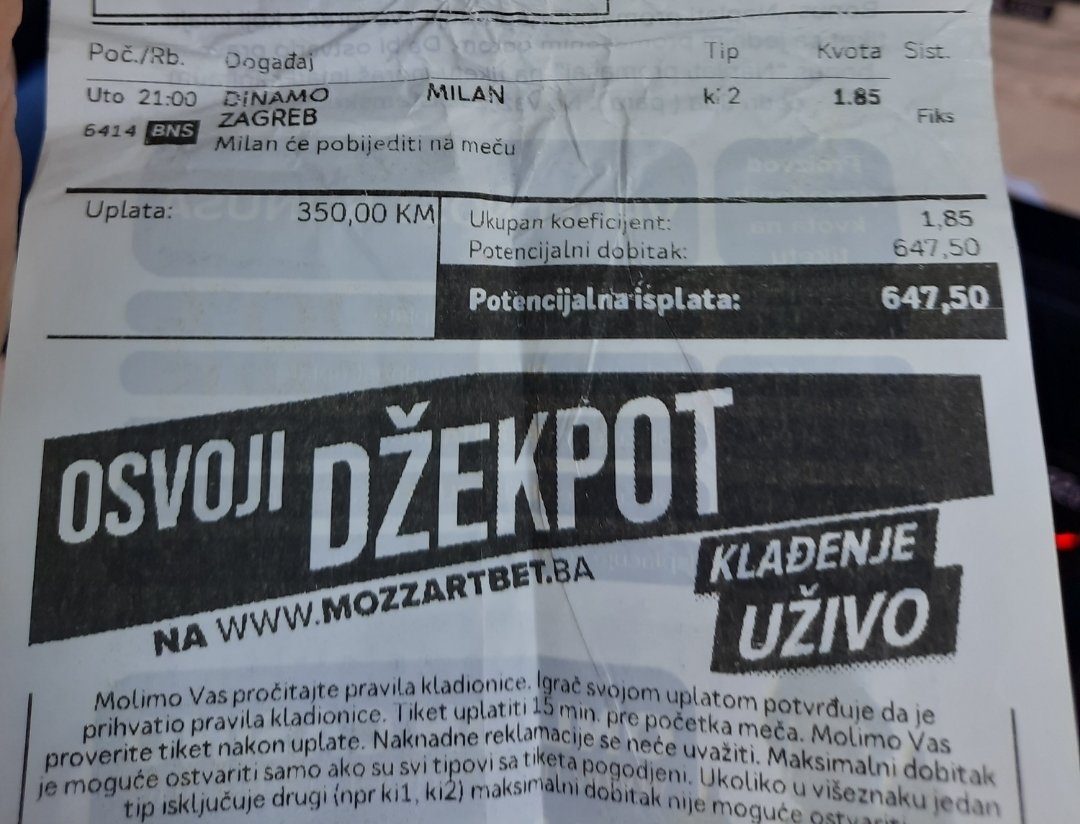 Poč./Rb. Događaj Tip Kvota Sist.
Uto 21:00 DINAMO MILAN ki 2 1.85
ZAGREB Fiks
6414 BNS
Milan će pobijediti na meču
Uplata: 350,00 KM
Ukupan koeficijent: 1,85
Potencijalni dobitak: 647,50
Potencijalna isplata: 647,50
OSVOJI DŽEKPOT
NA WWW.MOZZARTBET.BA
KLAĐENJE
UŽIVO
Molimo Vas pročitajte pravila kladionice. Igrač svojom uplatom potvrđuje da je
prihvatio pravila kladionice. Tiket uplatiti 15 min. pre početka meča. Molimo Vas
proverite tiket nakon uplate. Naknadne reklamacije se neće uvažiti. Maksimalni dobitak
je moguće ostvariti samo ako su svi tipovi sa tiketa pogodjeni. Ukoliko u višeznaku jedan
tip isključuje drugi (npr ki1, ki2) maksimalni dobitak nije moguće ostvariti